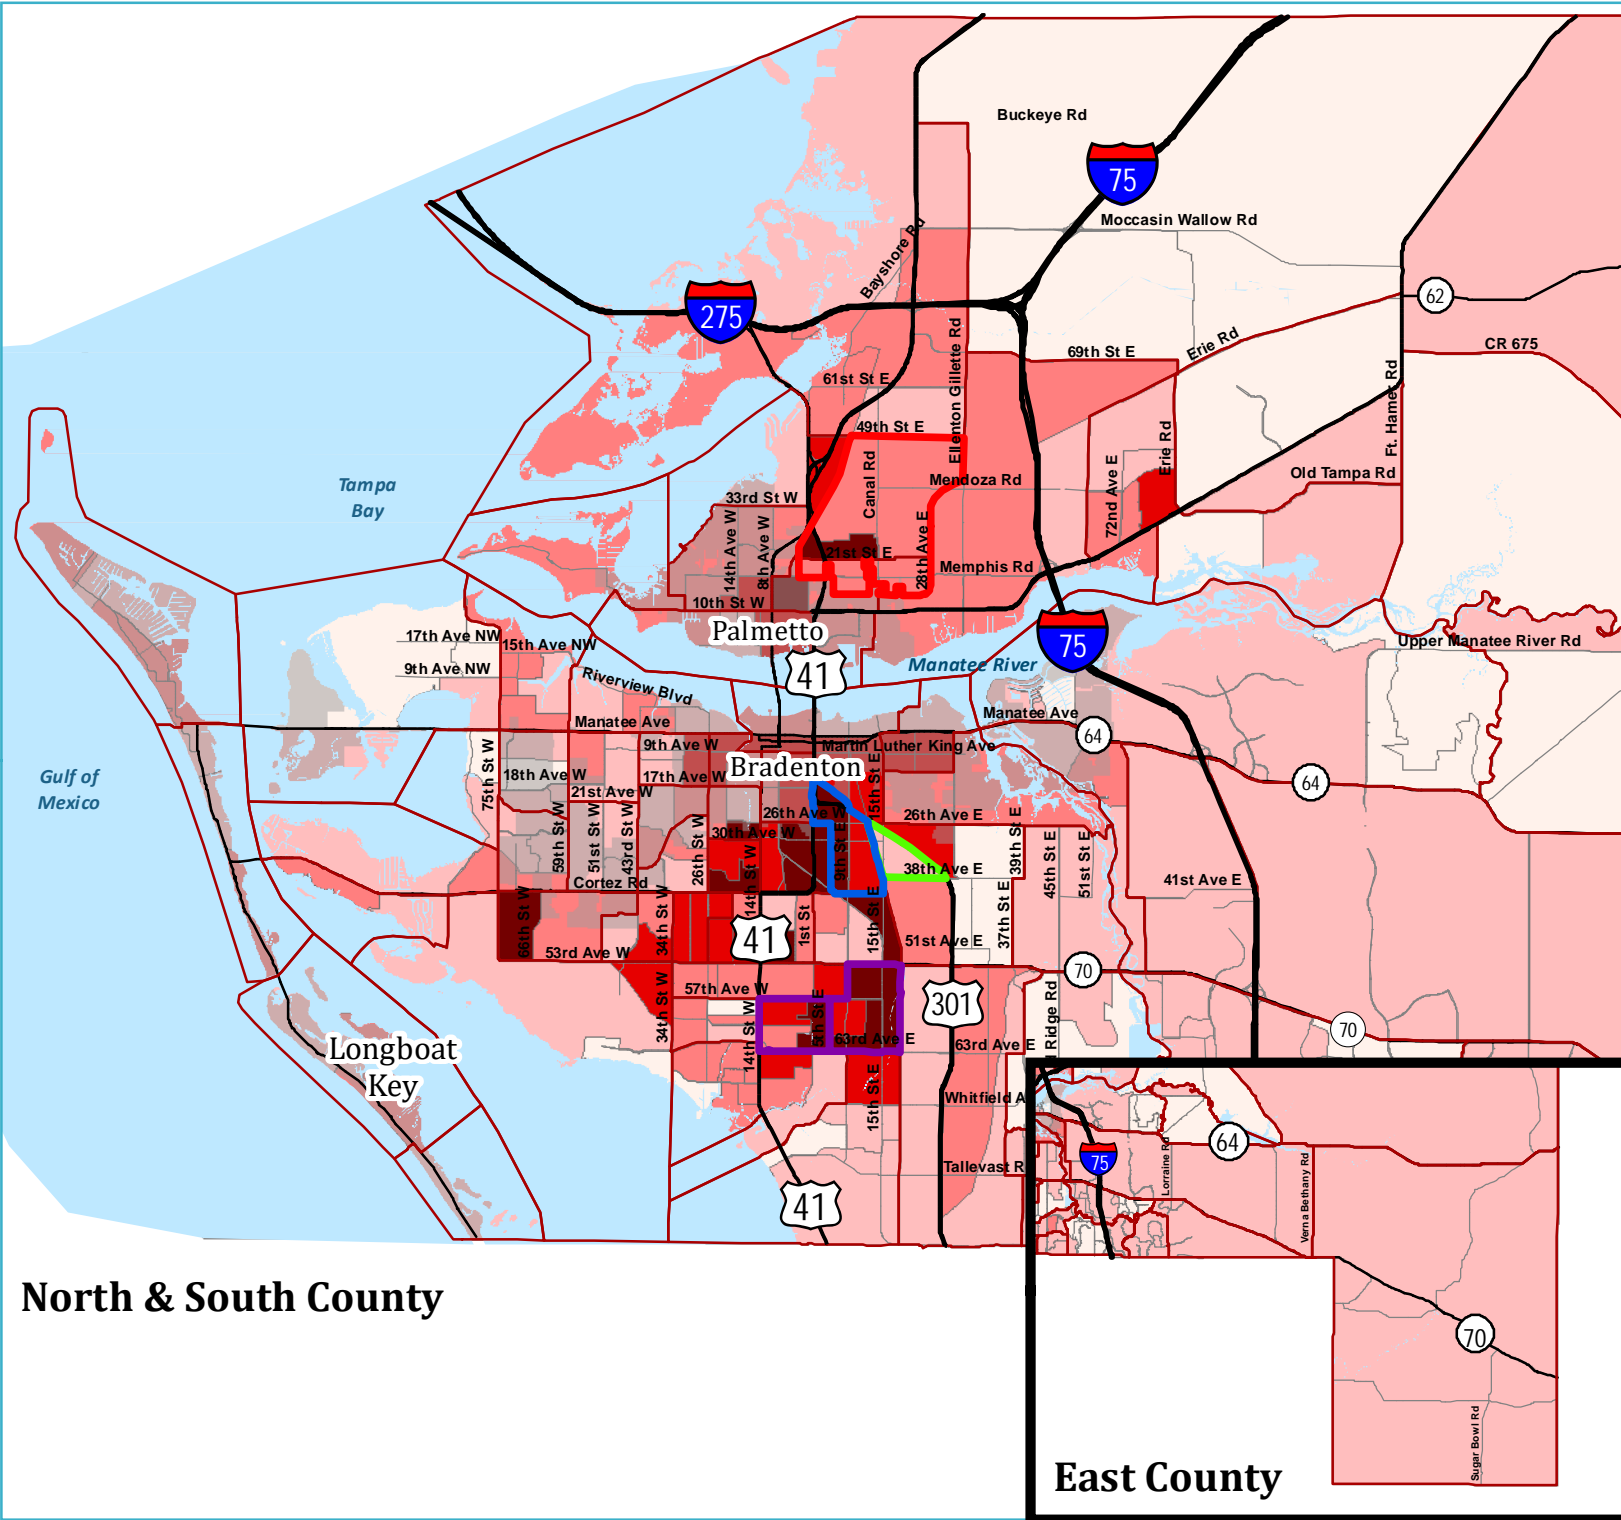 Buckeye Rd
75
Moccasin Wallow Rd
Bayshore Rd
62
275
Ellenton Gillette Rd
69th St E
Erie Rd
CR 675
61st St E
Ft. Hamer Rd
49th St E
Erie Rd
Tampa
Bay
Canal Rd
Mendoza Rd
72nd Ave E
Old Tampa Rd
33rd St W
14th Ave W
8th Ave W
21st St E
28th Ave E
Memphis Rd
10th St W
Palmetto
17th Ave NW
15th Ave NW
75
Upper Manatee River Rd
9th Ave NW
41
Manatee River
Riverview Blvd
Manatee Ave
Manatee Ave
64
9th Ave W
Martin Luther King Ave
Gulf of
Mexico
75th St W
18th Ave W
17th Ave W
Bradenton
15th St E
64
21st Ave W
26th Ave W
26th Ave E
59th St W
51st St W
43rd St W
26th St W
30th Ave W
9th St E
39th St E
45th St E
51st St E
38th Ave E
Cortez Rd
14th St W
41st Ave E
66th St W
34th St W
41
1st St
15th St E
37th St E
53rd Ave W
51st Ave E
70
57th Ave W
301
34th St W
14th St W
63rd Ave E
63rd Ave E
70
Longboat
Key
15th St E
Whitfield A
Tallevast R
41
64
75
Lorraine Rd
Verna Bethany Rd
North & South County
70
Sugar Bowl Rd
East County